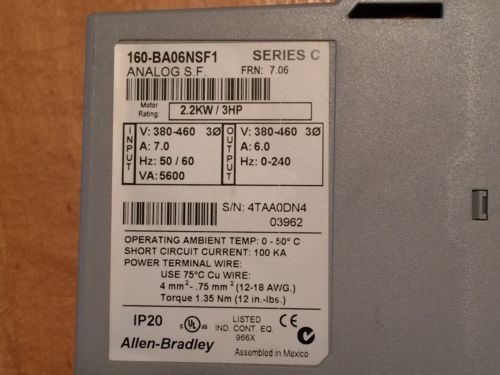 160-BA06NSF1 SERIES C
ANALOG S.F. FRN: 7.06
Motor Rating: 2.2KW / 3HP
INPUT
V: 380-460 3Ø
A: 7.0
Hz: 50 / 60
VA: 5600
OUTPUT
V: 380-460 3Ø
A: 6.0
Hz: 0-240
S/N: 4TAA0DN4
03962
OPERATING AMBIENT TEMP: 0 - 50° C
SHORT CIRCUIT CURRENT: 100 KA
POWER TERMINAL WIRE:
USE 75°C Cu WIRE:
4 mm² - .75 mm² (12-18 AWG.)
Torque 1.35 Nm (12 in.-lbs.)
IP20 c UL us LISTED CE
IND. CONT. EQ.
966X
Allen-Bradley Assembled in Mexico